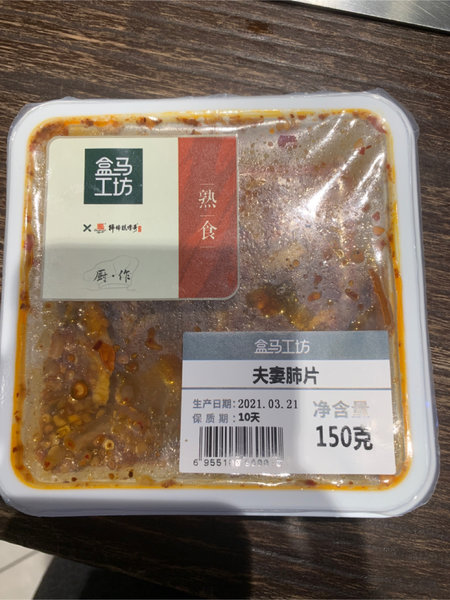 盒马
工坊
熟
食
×
厨·作
盒马工坊
夫妻肺片
生产日期: 2021.03.21
保质期: 10天
净含量
150克